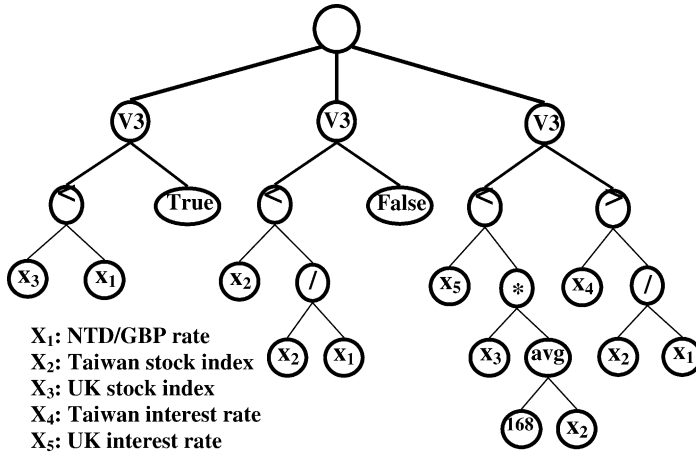 V3 V3 V3
< True < False < >
x3 x1 x2 / x5 * x4 /
x2 x1 x3 avg x2 x1
168 x2
X1: NTD/GBP rate
X2: Taiwan stock index
X3: UK stock index
X4: Taiwan interest rate
X5: UK interest rate